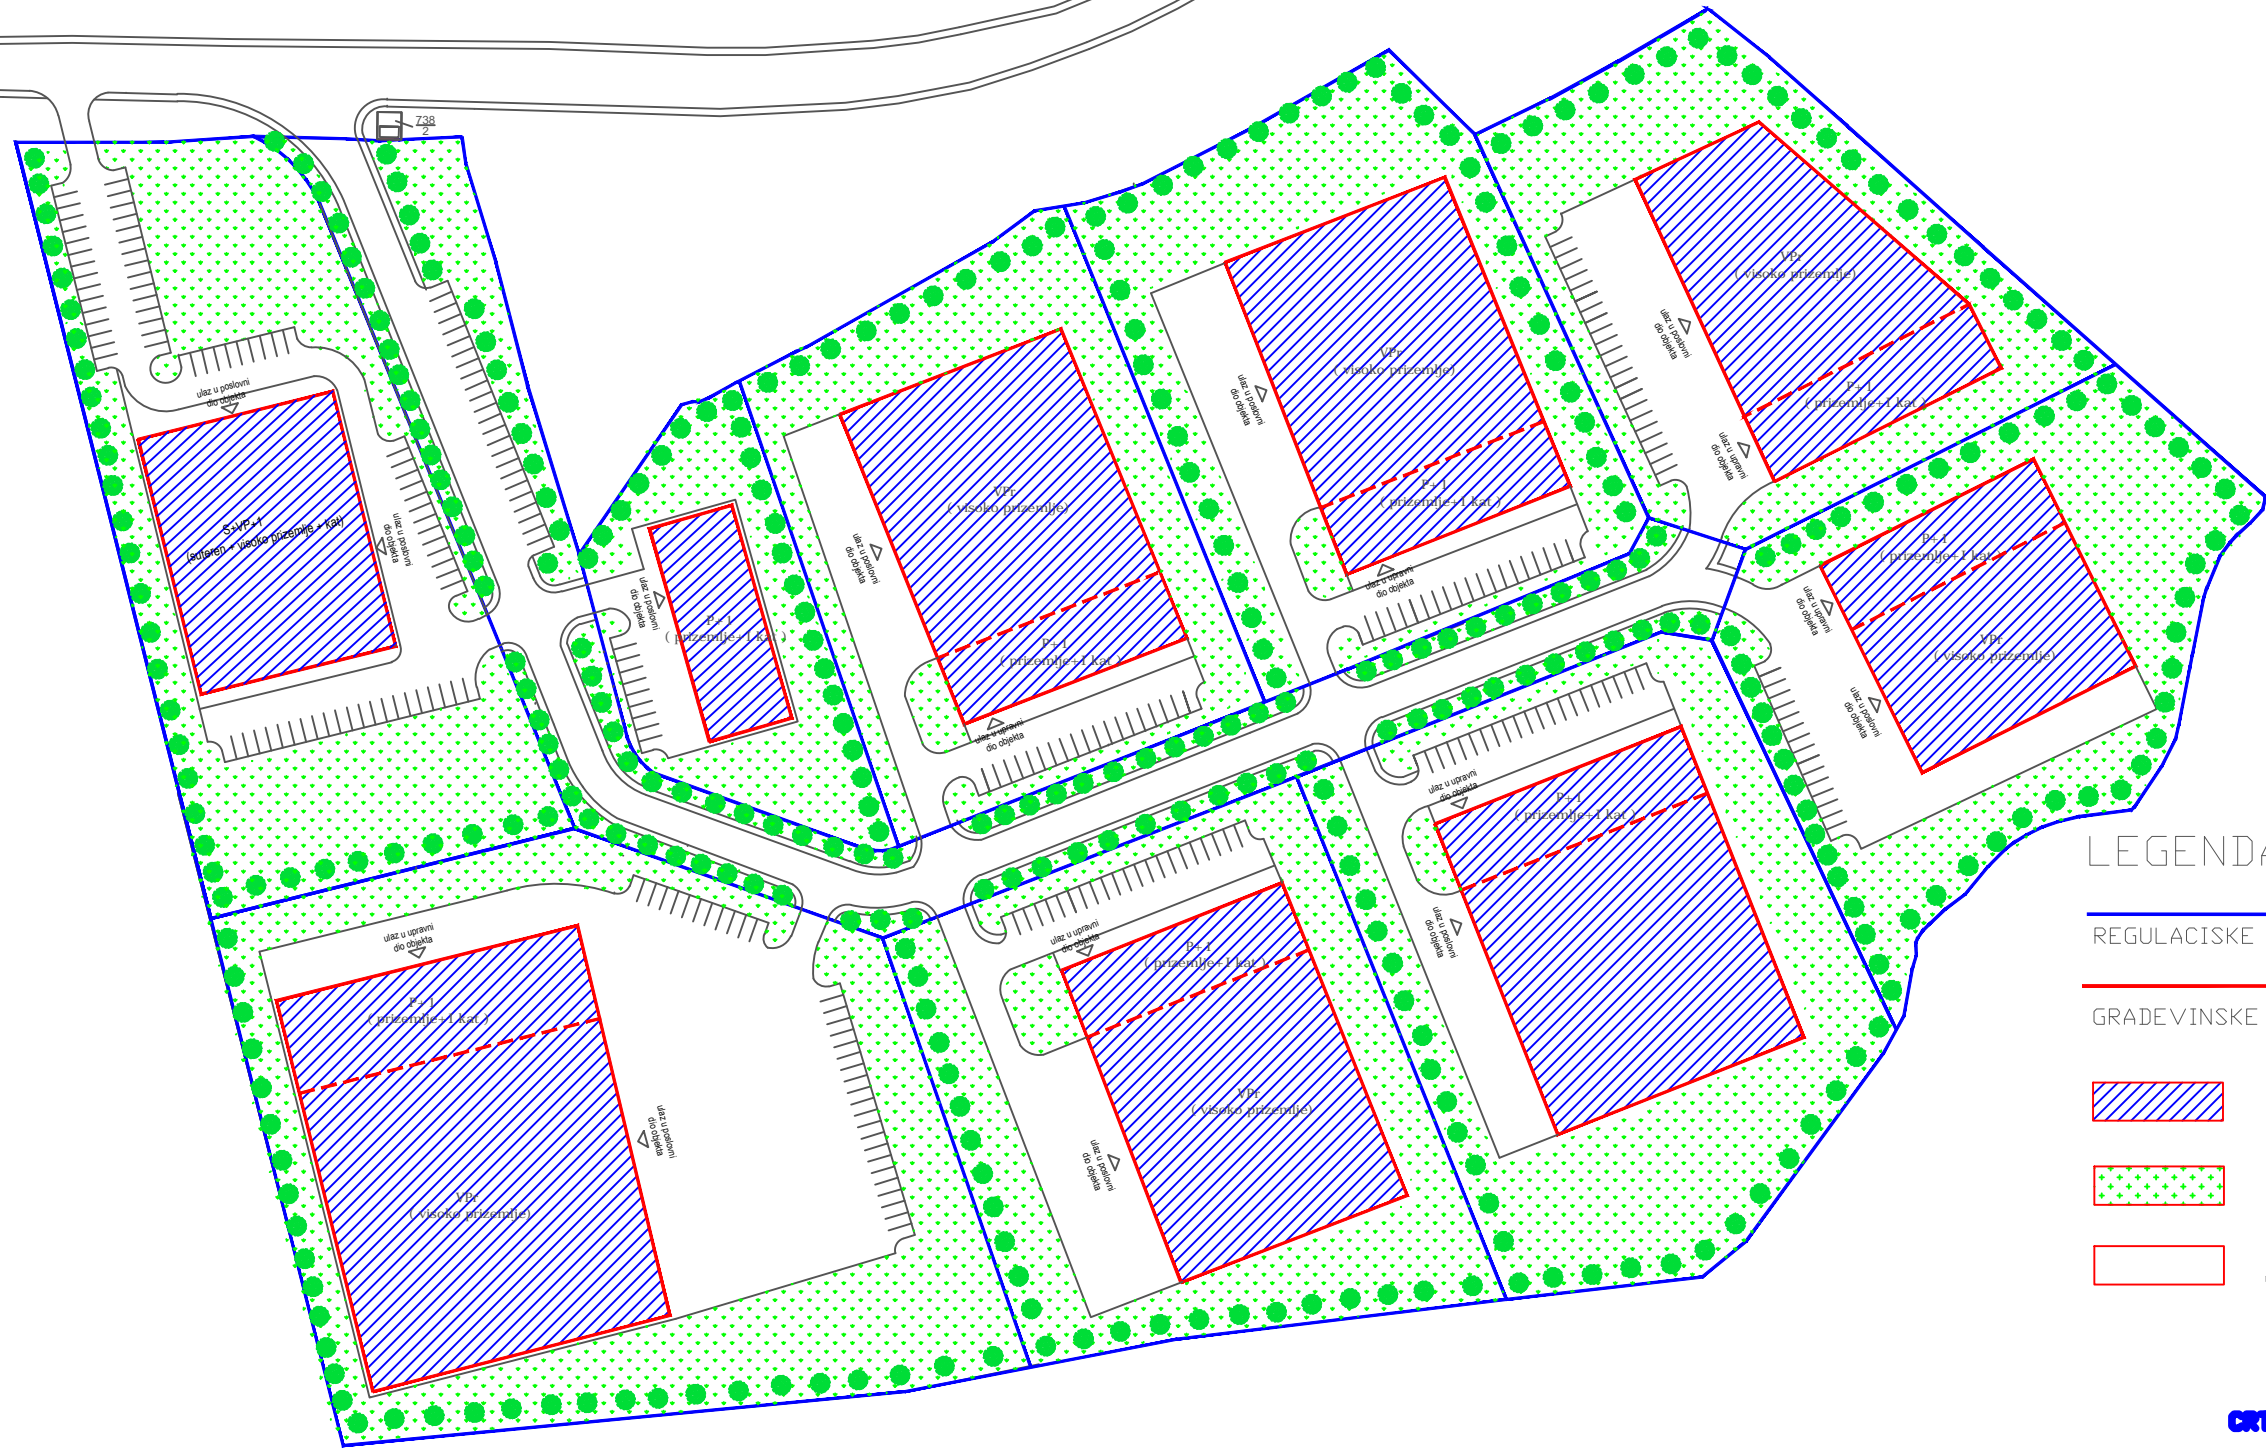 738
2
ulaz u poslovni
dio objekta
S+VP+1
(suteren + visoko prizemlje + kat)
ulaz u poslovni
dio objekta
ulaz u poslovni
dio objekta
P+1
( prizemlje+1 kat )
VPr
( visoko prizemlje)
ulaz u poslovni
dio objekta
P+1
( prizemlje+1 kat )
ulaz u upravni
dio objekta
VPr
( visoko prizemlje)
ulaz u poslovni
dio objekta
P+1
( prizemlje+1 kat )
ulaz u upravni
dio objekta
VPr
( visoko prizemlje)
ulaz u poslovni
dio objekta
P+1
( prizemlje+1 kat )
ulaz u upravni
dio objekta
P+1
( prizemlje+1 kat )
ulaz u upravni
dio objekta
VPr
( visoko prizemlje)
ulaz u poslovni
dio objekta
ulaz u upravni
dio objekta
P+1
( prizemlje+1 kat )
ulaz u poslovni
dio objekta
ulaz u upravni
dio objekta
P+1
( prizemlje+1 kat )
VPr
( visoko prizemlje)
ulaz u poslovni
dio objekta
ulaz u upravni
dio objekta
P+1
( prizemlje+1 kat )
ulaz u poslovni
dio objekta
VPr
( visoko prizemlje)
LEGENDA
REGULACISKE
GRAĐEVINSKE
CRT